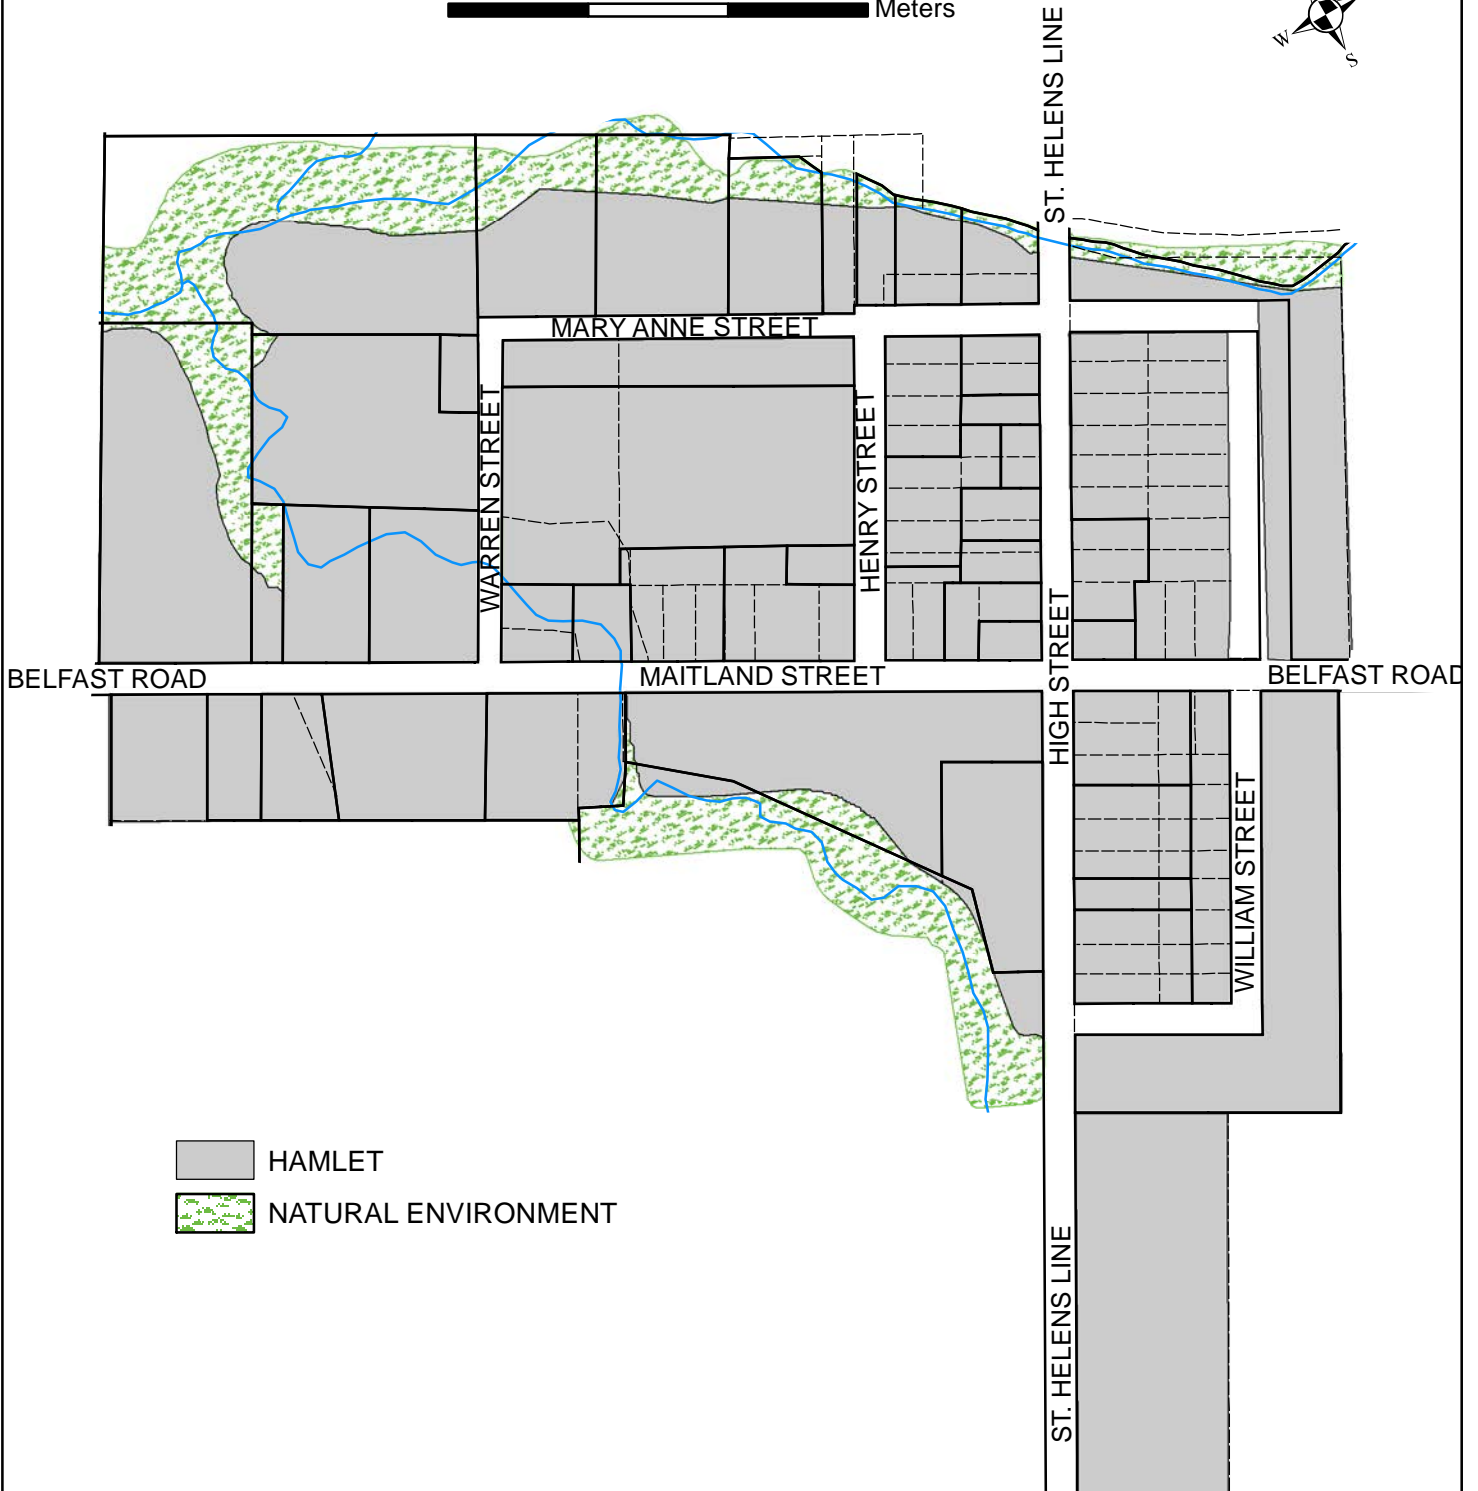 Meters
W
S
ST. HELENS LINE
MARY ANNE STREET
WARREN STREET
HENRY STREET
BELFAST ROAD
MAITLAND STREET
HIGH STREET
BELFAST ROAD
WILLIAM STREET
HAMLET
NATURAL ENVIRONMENT
ST. HELENS LINE